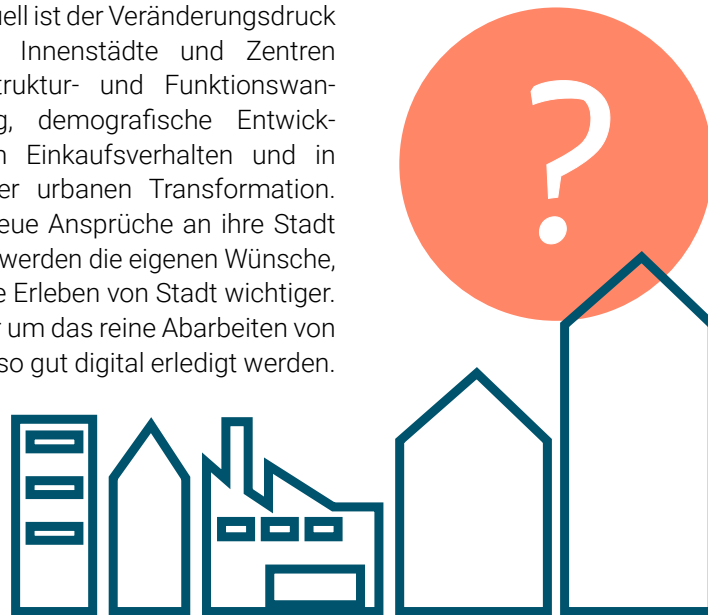 uell ist der Veränderungsdruck
Innenstädte und Zentren
truktur- und Funktionswan-
g, demografische Entwick-
n Einkaufsverhalten und in
er urbanen Transformation.
eue Ansprüche an ihre Stadt
werden die eigenen Wünsche,
e Erleben von Stadt wichtiger.
r um das reine Abarbeiten von
so gut digital erledigt werden.
?